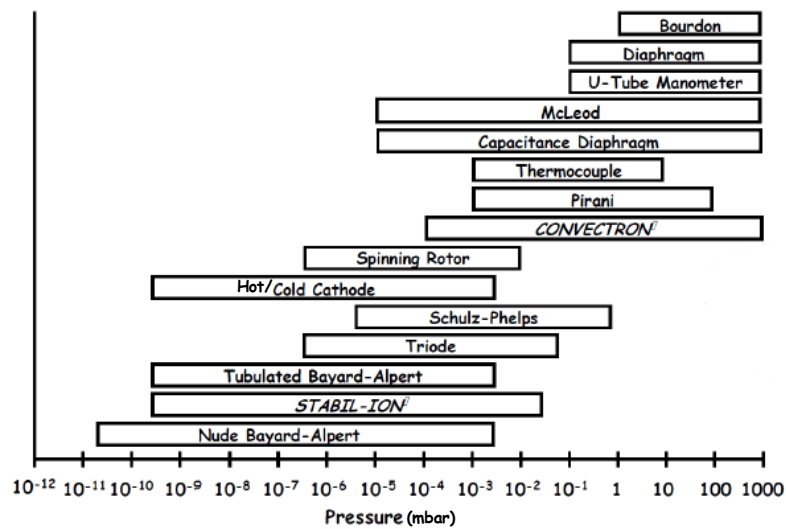 Bourdon
Diaphragm
U-Tube Manometer
McLeod
Capacitance Diaphragm
Thermocouple
Pirani
CONVECTRON
Spinning Rotor
Hot/Cold Cathode
Schulz-Phelps
Triode
Tubulated Bayard-Alpert
STABIL-ION
Nude Bayard-Alpert
10⁻¹² 10⁻¹¹ 10⁻¹⁰ 10⁻⁹ 10⁻⁸ 10⁻⁷ 10⁻⁶ 10⁻⁵ 10⁻⁴ 10⁻³ 10⁻² 10⁻¹ 1 10 100 1000
Pressure (mbar)